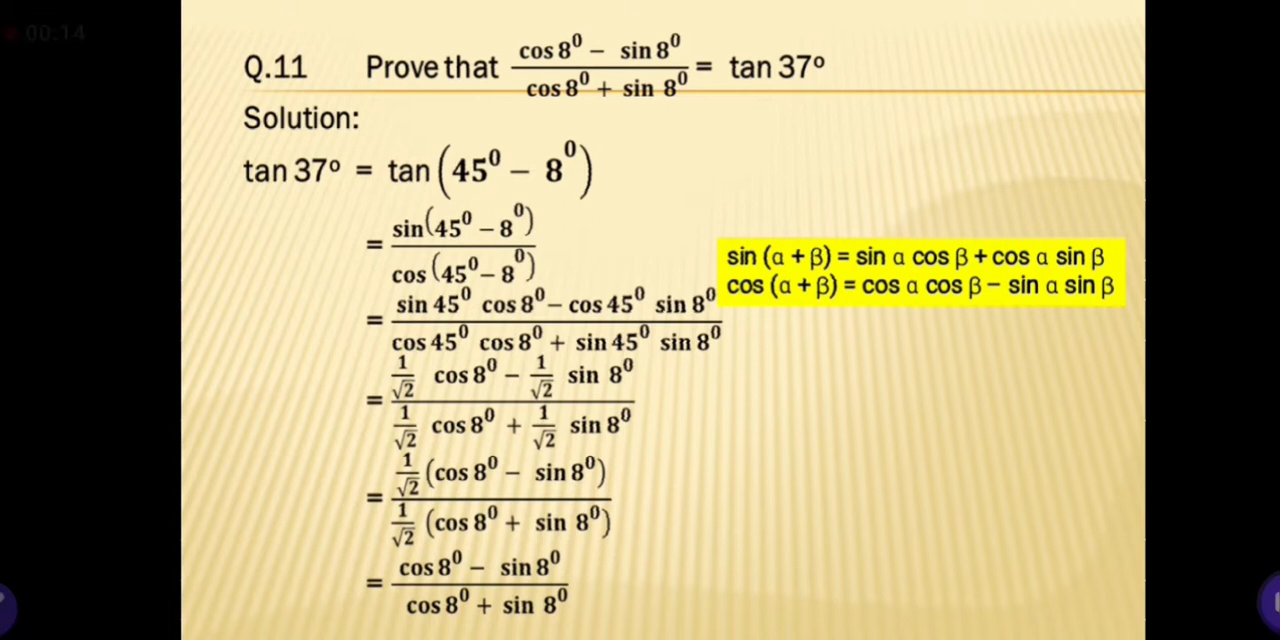 00:14
Q.11 Prove that (cos 8⁰ − sin 8⁰)/(cos 8⁰ + sin 8⁰) = tan 37º
Solution:
tan 37º = tan (45⁰ − 8⁰)
= sin(45⁰ − 8⁰)/cos (45⁰ − 8⁰)
sin (α + β) = sin α cos β + cos α sin β
cos (α + β) = cos α cos β − sin α sin β
= (sin 45⁰ cos 8⁰ − cos 45⁰ sin 8⁰)/(cos 45⁰ cos 8⁰ + sin 45⁰ sin 8⁰)
= (1/√2 cos 8⁰ − 1/√2 sin 8⁰)/(1/√2 cos 8⁰ + 1/√2 sin 8⁰)
= 1/√2 (cos 8⁰ − sin 8⁰)/1/√2 (cos 8⁰ + sin 8⁰)
= (cos 8⁰ − sin 8⁰)/(cos 8⁰ + sin 8⁰)